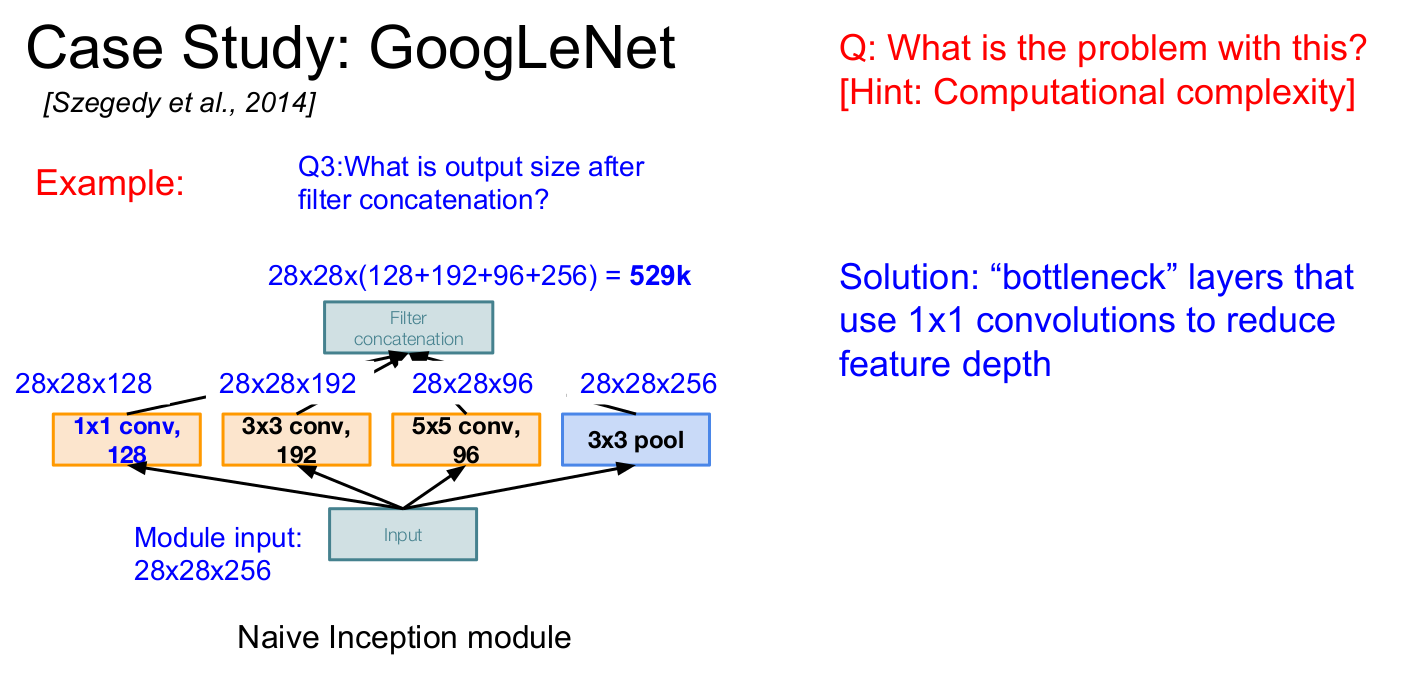 Case Study: GoogLeNet
[Szegedy et al., 2014]
Q: What is the problem with this?
[Hint: Computational complexity]
Example:
Q3:What is output size after
filter concatenation?
28x28x(128+192+96+256) = 529k
Filter
concatenation
28x28x128
28x28x192
28x28x96
28x28x256
1x1 conv,
128
3x3 conv,
192
5x5 conv,
96
3x3 pool
Input
Module input:
28x28x256
Naive Inception module
Solution: “bottleneck” layers that
use 1x1 convolutions to reduce
feature depth